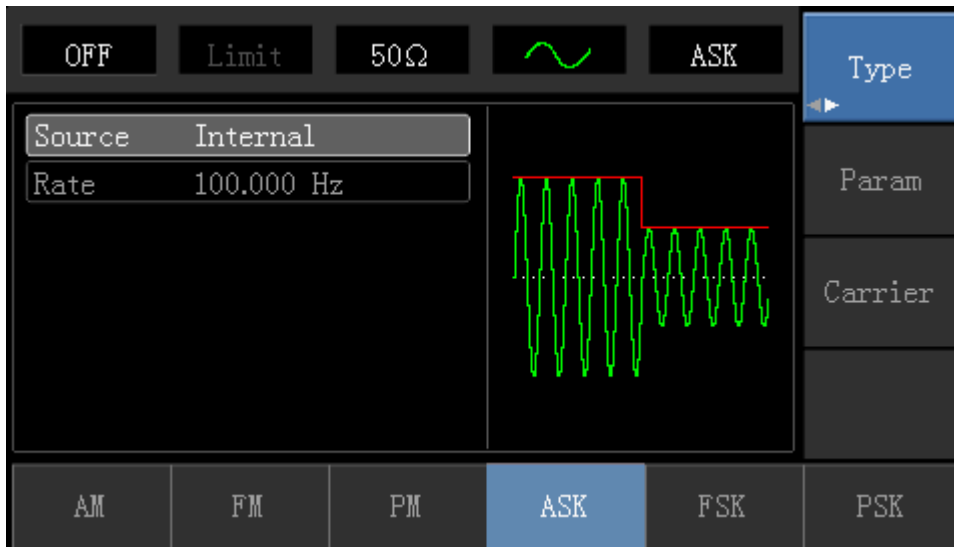 OFF Limit 50Ω ASK Type
Source Internal
Rate 100.000 Hz
Param
Carrier
AM FM PM ASK FSK PSK